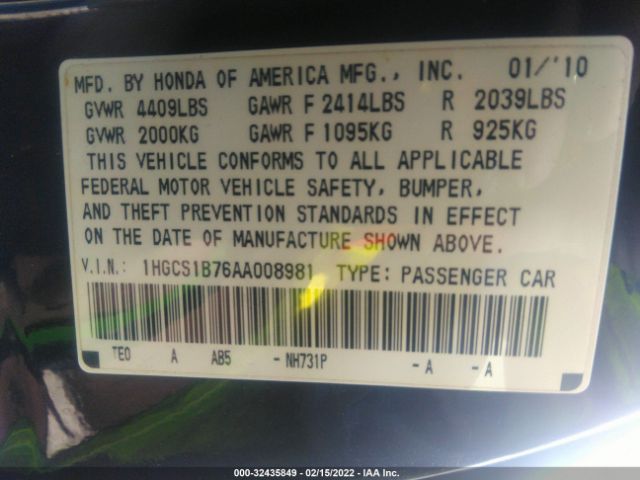 MFD. BY HONDA OF AMERICA MFG., INC. 01/'10
GVWR 4409LBS GAWR F 2414LBS R 2039LBS
GVWR 2000KG GAWR F 1095KG R 925KG
THIS VEHICLE CONFORMS TO ALL APPLICABLE
FEDERAL MOTOR VEHICLE SAFETY, BUMPER,
AND THEFT PREVENTION STANDARDS IN EFFECT
ON THE DATE OF MANUFACTURE SHOWN ABOVE.
V.I.N.: 1HGCS1B76AA008981 TYPE: PASSENGER CAR
TE0 A AB5 -NH731P -A -A
000-32435849 - 02/15/2022 - IAA Inc.